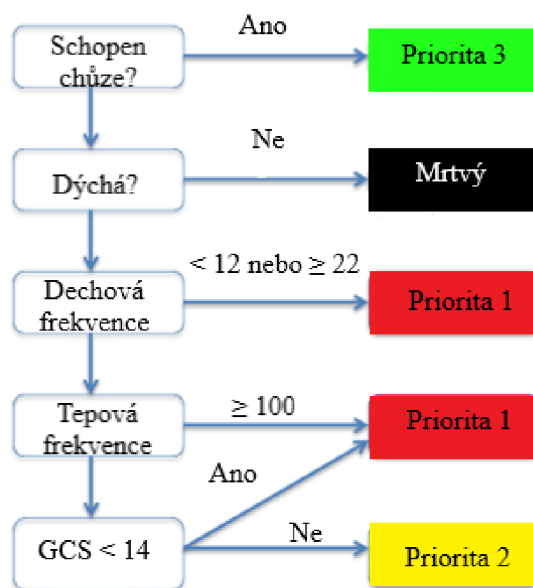 Ano
Schopen
chůze?
Priorita 3
Ne
Dýchá?
Mrtvý
< 12 nebo ≥ 22
Dechová
frekvence
Priorita 1
≥ 100
Tepová
frekvence
Priorita 1
Ano
GCS < 14
Ne
Priorita 2